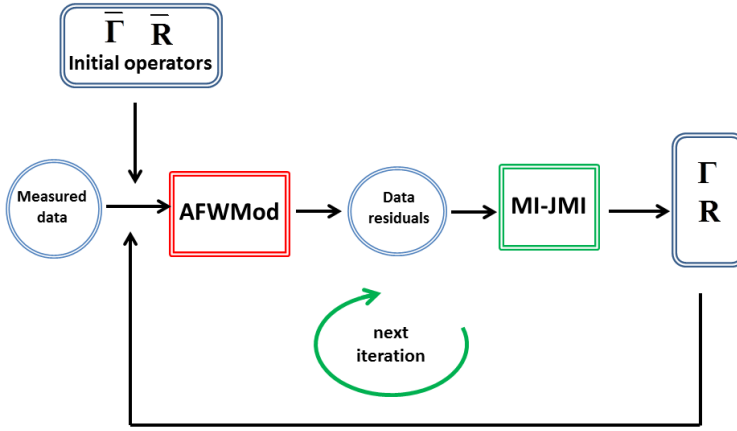 Γ̅ R̅
Initial operators
Measured
data
AFWMod
Data
residuals
MI-JMI
Γ
R
next
iteration